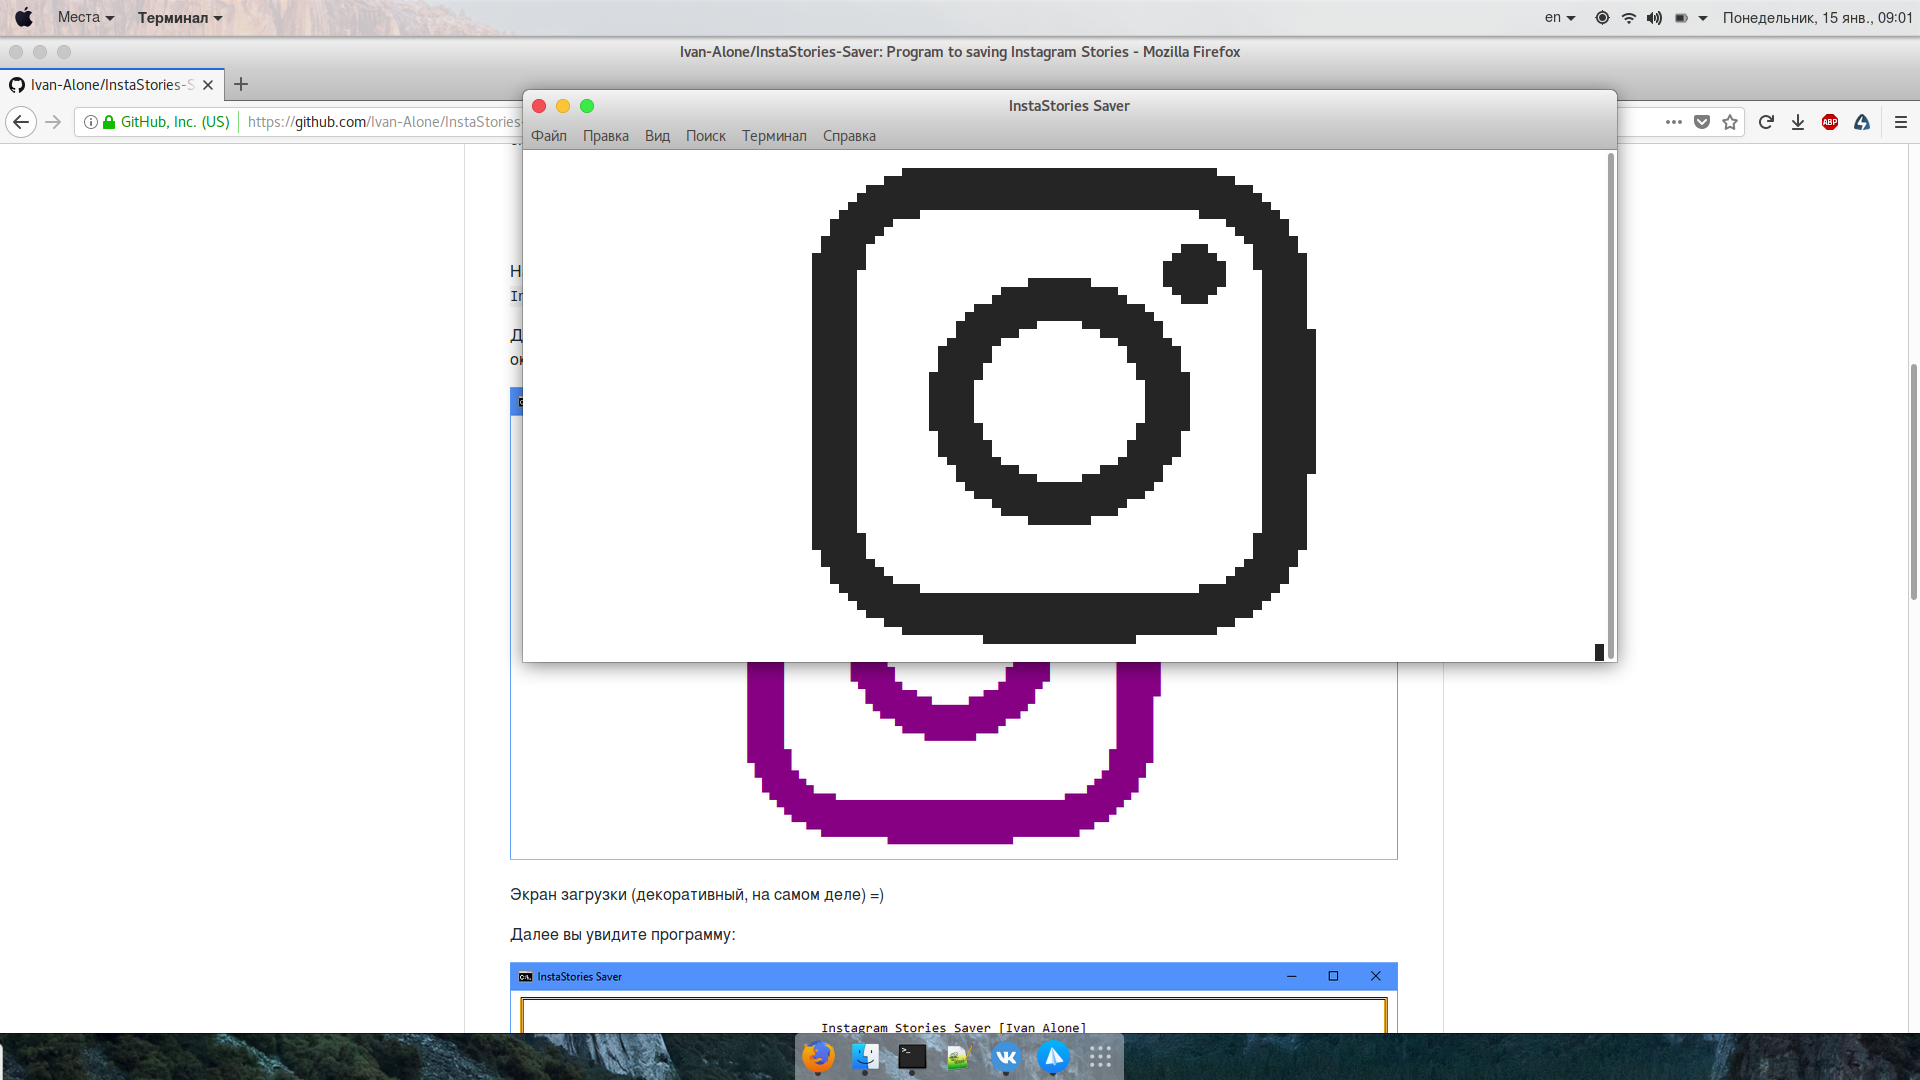 Места
Терминал
en
Понедельник, 15 янв., 09:01
Ivan-Alone/InstaStories-Saver: Program to saving Instagram Stories - Mozilla Firefox
Ivan-Alone/InstaStories-S
GitHub, Inc. (US)
https://github.com/Ivan-Alone/InstaStories-
ABP
InstaStories Saver
Файл Правка Вид Поиск Терминал Справка
Экран загрузки (декоративный, на самом деле) =)
Далее вы увидите программу:
InstaStories Saver
Instagram Stories Saver [Ivan Alone]